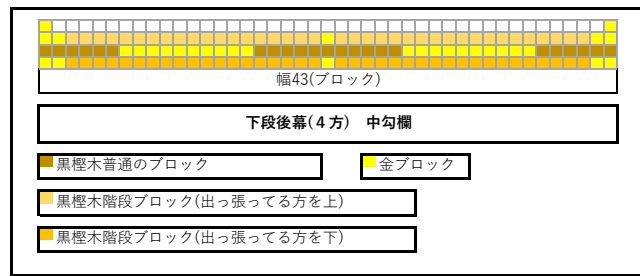 幅43(ブロック)
下段後幕(４方)　中勾欄
黒樫木普通のブロック
金ブロック
黒樫木階段ブロック(出っ張ってる方を上)
黒樫木階段ブロック(出っ張ってる方を下)